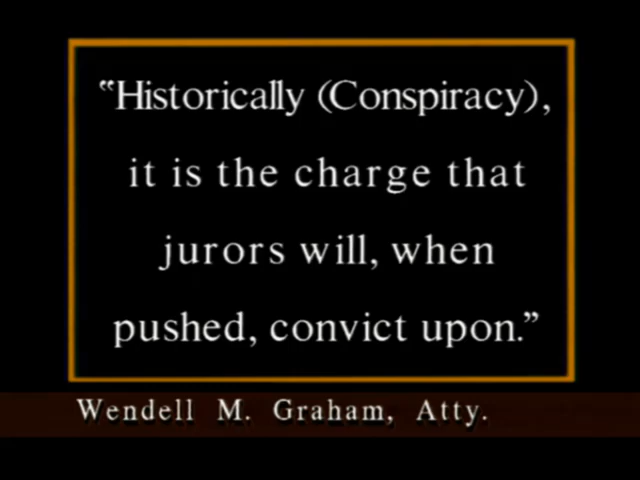 “Historically (Conspiracy),
it is the charge that
jurors will, when
pushed, convict upon.”
Wendell M. Graham, Atty.